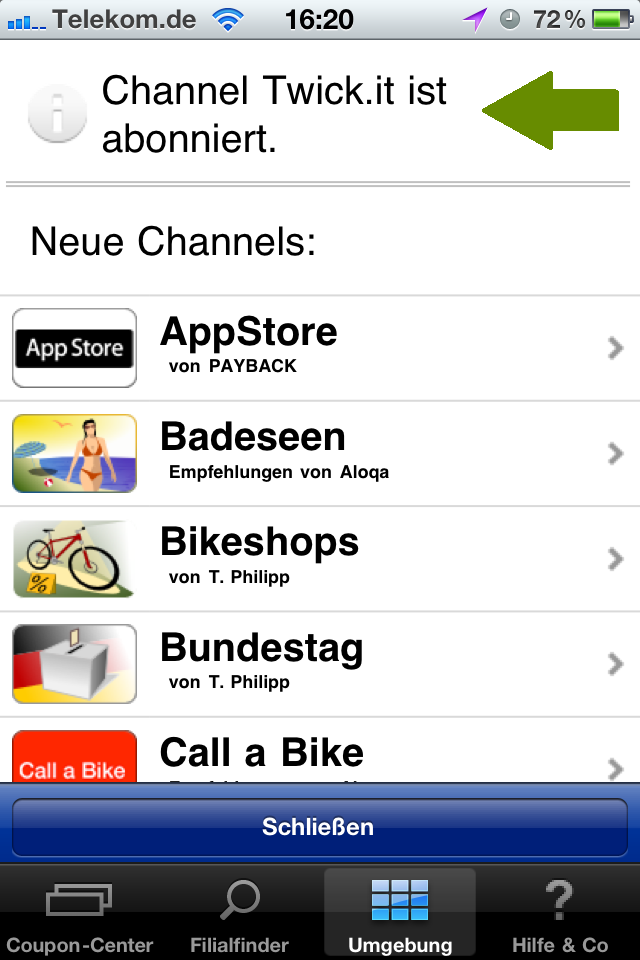 Telekom.de 16:20 72 %
Channel Twick.it ist
abonniert.
Neue Channels:
App Store
AppStore
von PAYBACK
Badeseen
Empfehlungen von Aloqa
%
Bikeshops
von T. Philipp
Bundestag
von T. Philipp
Call a Bike
Call a Bike
Schließen
Coupon-Center Filialfinder Umgebung Hilfe & Co